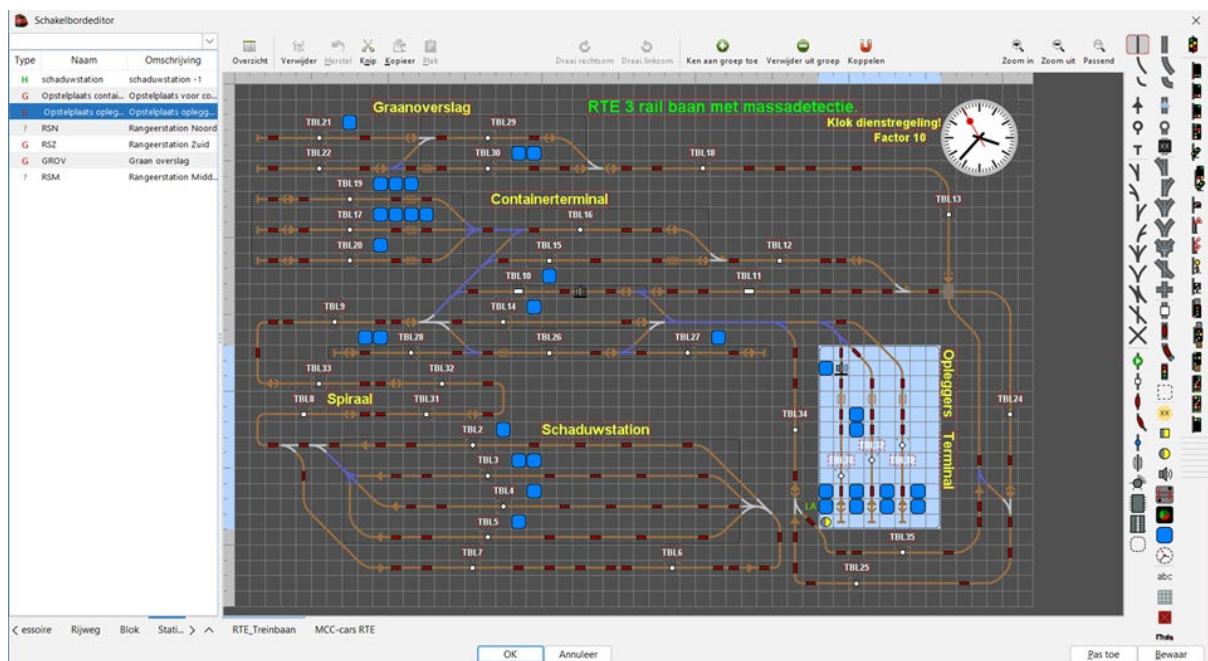 Schakelbordeditor
Type Naam Omschrijving
H schaduwstation schaduwstation -1
G Opstelplaats contai... Opstelplaats voor co...
G Opstelplaats opleg... Opstelplaats oplegg...
? RSN Rangeerstation Noord
G RSZ Rangeerstation Zuid
G GROV Graan overslag
? RSM Rangeerstation Midd...
Overzicht Verwijder Herstel Knip Kopieer Plak Draai rechtsom Draai linksom Ken aan groep toe Verwijder uit groep Koppelen Zoom in Zoom uit Passend
Graanoverslag
RTE 3 rail baan met massadetectie.
Klok dienstregeling!
Factor 10
TBL21 TBL29
TBL22 TBL30 TBL18
TBL19
Containerterminal
TBL13
TBL17 TBL16
TBL20 TBL15 TBL12
TBL10 TBL11
TBL9 TBL14
TBL28 TBL26 TBL27
TBL33 TBL32
Opleggers Terminal
Spiraal
TBL8 TBL31 TBL34 TBL24
TBL2 Schaduwstation
TBL3 TBL37
TBL4
LA
TBL5
TBL35
TBL7 TBL6
TBL25
T
XX
XX
abc
essoire Rijweg Blok Stati... RTE_Treinbaan MCC-cars RTE
OK Annuleer Pas toe Bewaar